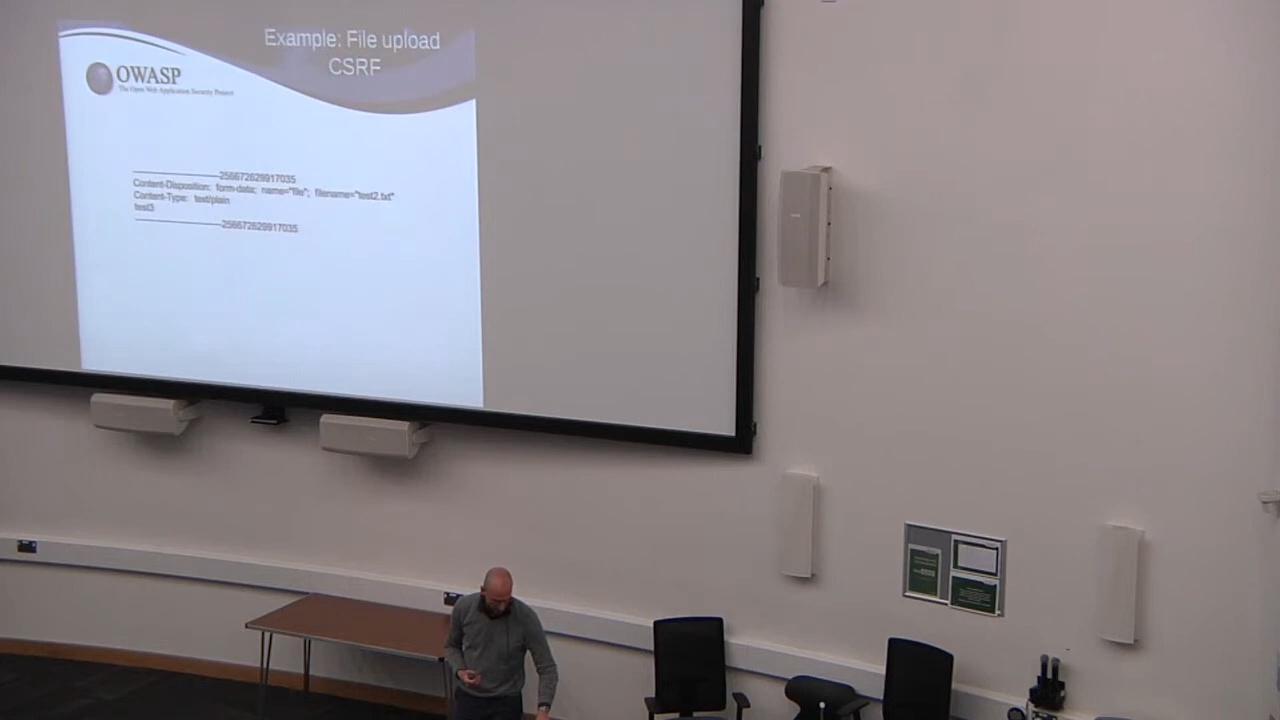 Example: File upload
CSRF
OWASP
The Open Web Application Security Project
-256672629917035
Content-Disposition: form-data; name="file"; filename="test2.txt"
Content-Type: text/plain
test3
-256672629917035